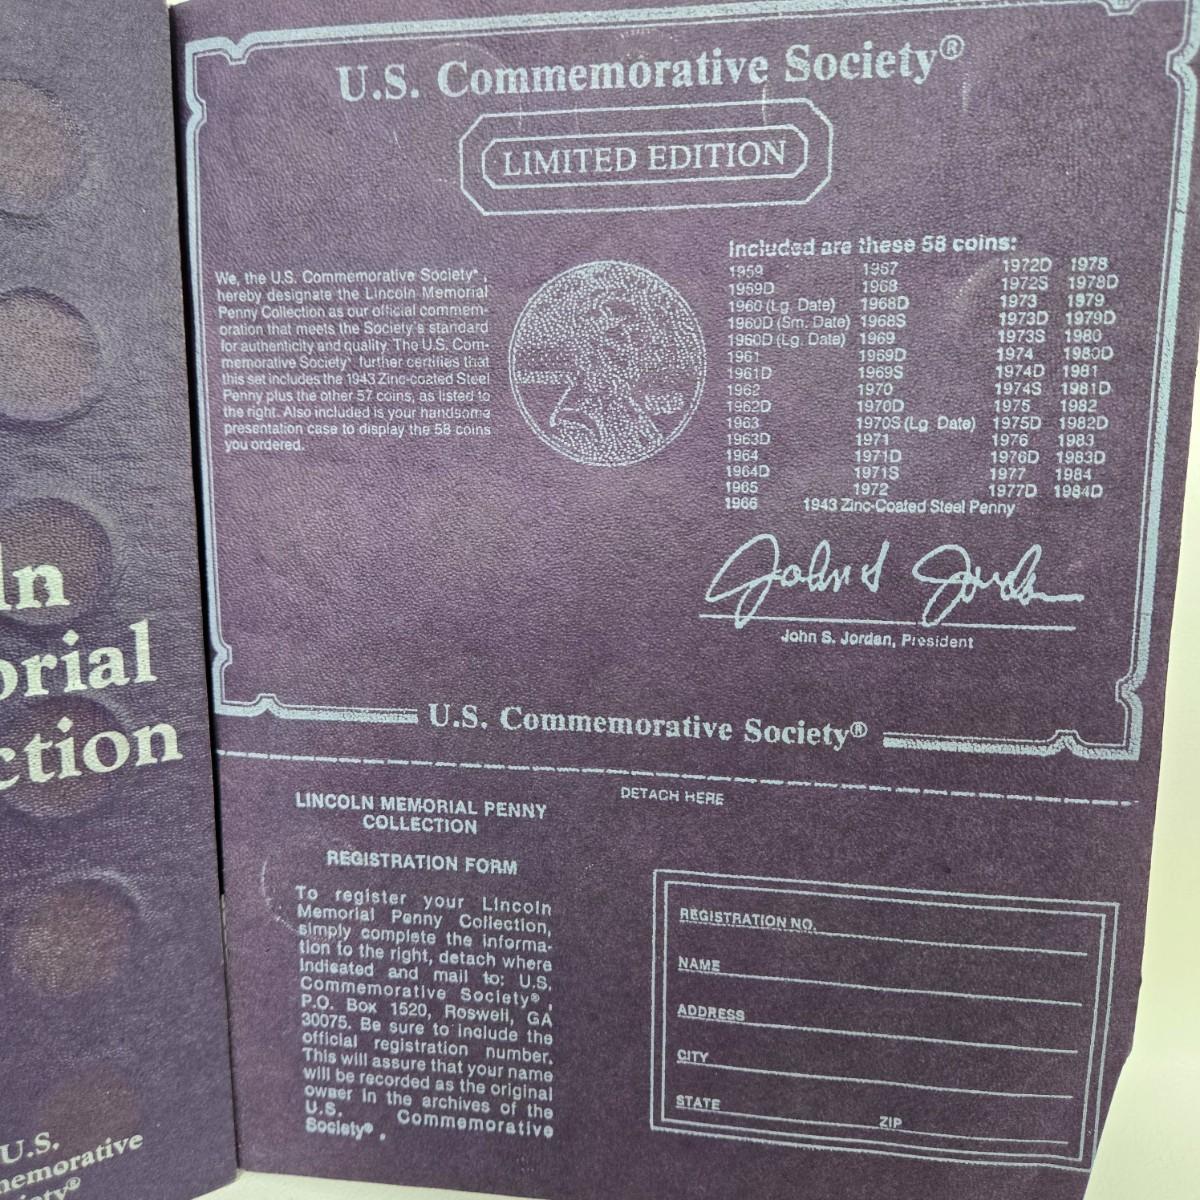 ln
orial
ction
U.S.
memorative
iety®
U.S. Commemorative Society®
LIMITED EDITION
We, the U.S. Commemorative Society®,
hereby designate the Lincoln Memorial
Penny Collection as our official commem-
oration that meets the Society's standard
for authenticity and quality. The U.S. Com-
memorative Society® further certifies that
this set includes the 1943 Zinc-coated Steel
Penny plus the other 57 coins, as listed to
the right. Also included is your handsome
presentation case to display the 58 coins
you ordered.
Included are these 58 coins:
1959 1967 1972D 1978
1959D 1968 1972S 1978D
1960 (Lg. Date) 1968D 1973 1979
1960D (Sm. Date) 1968S 1973D 1979D
1960D (Lg. Date) 1969 1973S 1980
1961 1969D 1974 1980D
1961D 1969S 1974D 1981
1962 1970 1974S 1981D
1962D 1970D 1975 1982
1963 1970S (Lg. Date) 1975D 1982D
1963D 1971 1976 1983
1964 1971D 1976D 1983D
1964D 1971S 1977 1984
1965 1972 1977D 1984D
1966 1943 Zinc-Coated Steel Penny
John S Jordan
John S. Jordan, President
U.S. Commemorative Society®
DETACH HERE
LINCOLN MEMORIAL PENNY
COLLECTION
REGISTRATION FORM
To register your Lincoln
Memorial Penny Collection,
simply complete the informa-
tion to the right, detach where
indicated and mail to: U.S.
Commemorative Society®,
P.O. Box 1520, Roswell, GA
30075. Be sure to include the
official registration number.
This will assure that your name
will be recorded as the original
owner in the archives of the
U.S. Commemorative
Society®.
REGISTRATION NO.
NAME
ADDRESS
CITY
STATE ZIP